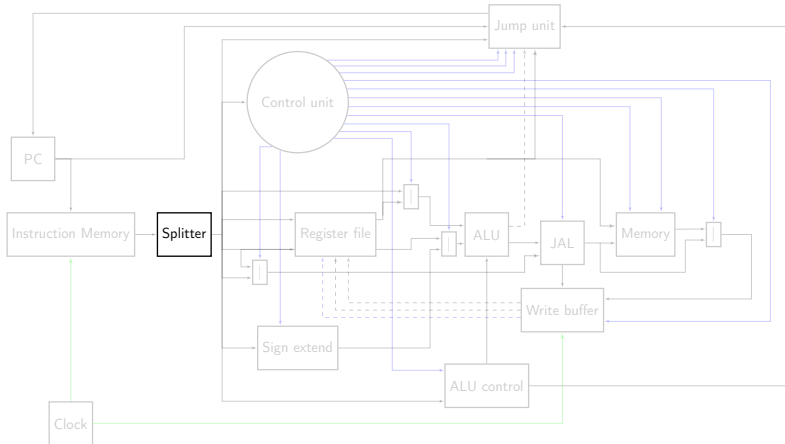 Jump unit
Control unit
PC
Instruction Memory
Splitter
Register file
ALU
JAL
Memory
Write buffer
Sign extend
ALU control
Clock